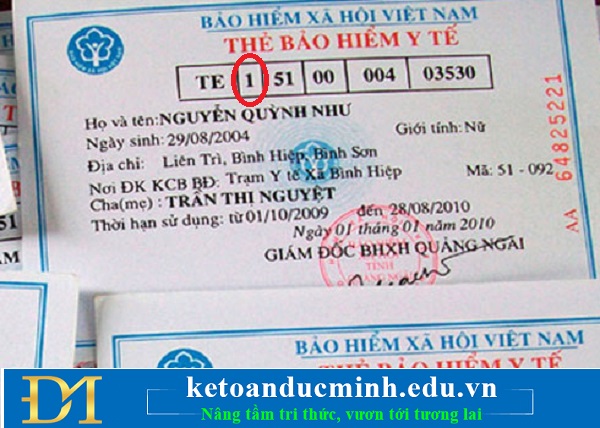 BẢO HIỂM XÃ HỘI VIỆT NAM
THẺ BẢO HIỂM Y TẾ
TE 1 51 00 004 03530
Họ và tên:NGUYỄN QUỲNH NHƯ
Ngày sinh: 29/08/2004 Giới tính: Nữ
Địa chỉ: Liên Trì, Bình Hiệp, Bình Sơn
Nơi ĐK KCB BĐ: Trạm Y tế Xã Bình Hiệp Mã: 51 - 092
Cha(mẹ) : TRẦN THỊ NGUYỆT
Thời hạn sử dụng: từ 01/10/2009 đến 28/08/2010
Ngày 01 tháng 01 năm 2010
GIÁM ĐỐC BHXH QUẢNG NGÃI
AA 64825221
BẢO HIỂM XÃ HỘI VIỆT NAM
THẺ BẢO HIỂM Y TẾ
ĐM
ketoanducminh.edu.vn
Nâng tầm tri thức, vươn tới tương lai